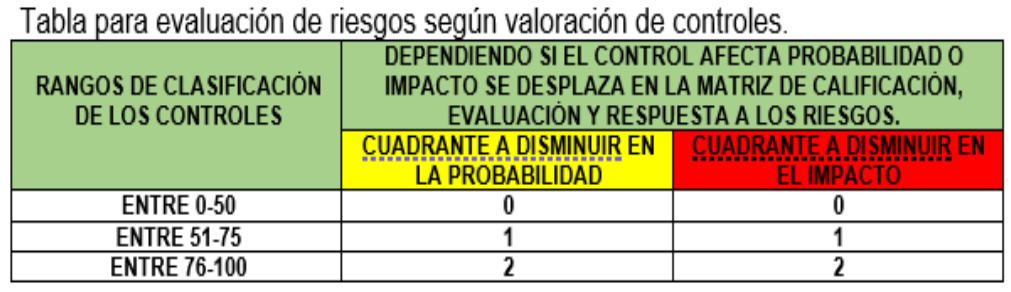 Tabla para evaluación de riesgos según valoración de controles.
RANGOS DE CLASIFICACIÓN
DE LOS CONTROLES
DEPENDIENDO SI EL CONTROL AFECTA PROBABILIDAD O
IMPACTO SE DESPLAZA EN LA MATRIZ DE CALIFICACIÓN,
EVALUACIÓN Y RESPUESTA A LOS RIESGOS.
CUADRANTE A DISMINUIR EN
LA PROBABILIDAD
CUADRANTE A DISMINUIR EN
EL IMPACTO
ENTRE 0-50 0 0
ENTRE 51-75 1 1
ENTRE 76-100 2 2